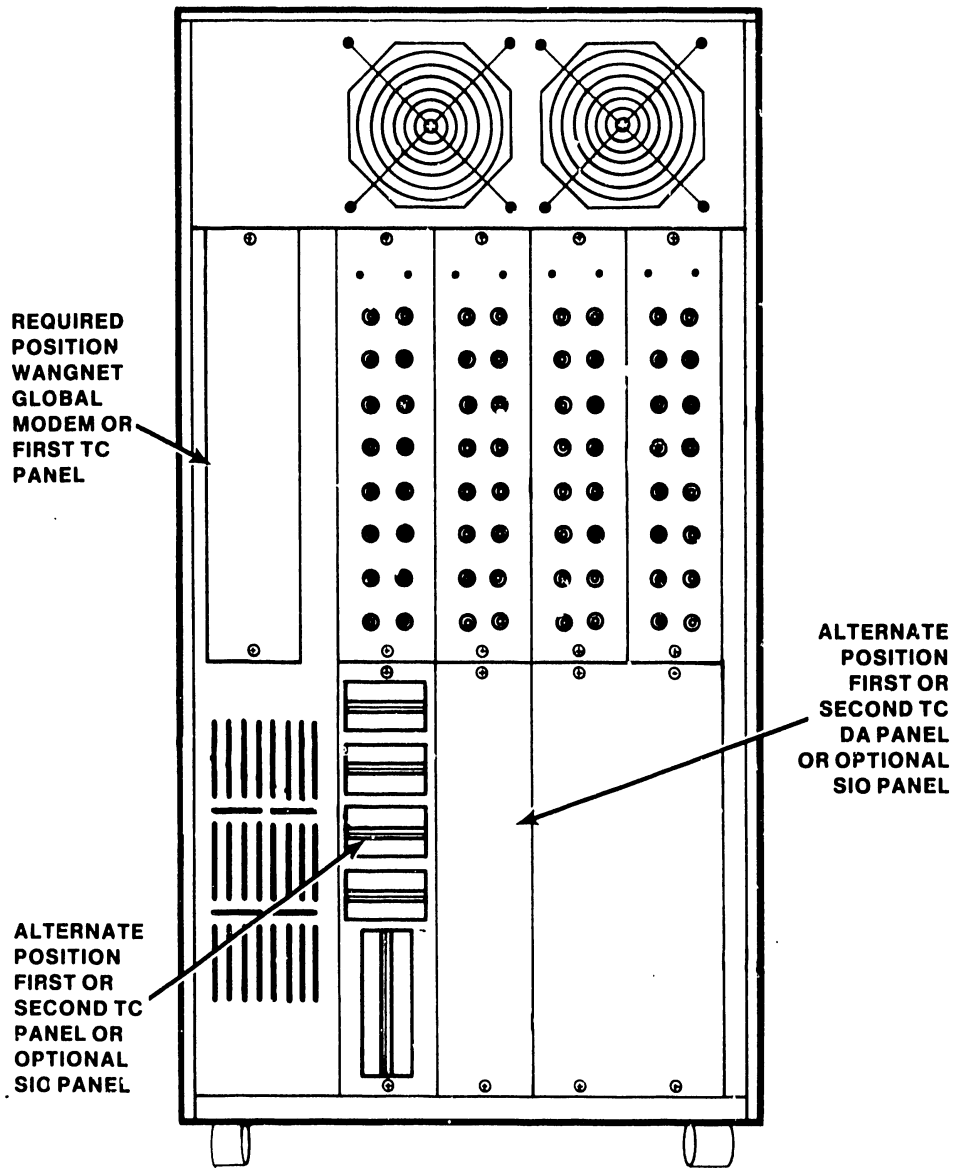 REQUIRED
POSITION
WANGNET
GLOBAL
MODEM OR
FIRST TC
PANEL
ALTERNATE
POSITION
FIRST OR
SECOND TC
DA PANEL
OR OPTIONAL
SIO PANEL
ALTERNATE
POSITION
FIRST OR
SECOND TC
PANEL OR
OPTIONAL
SIO PANEL